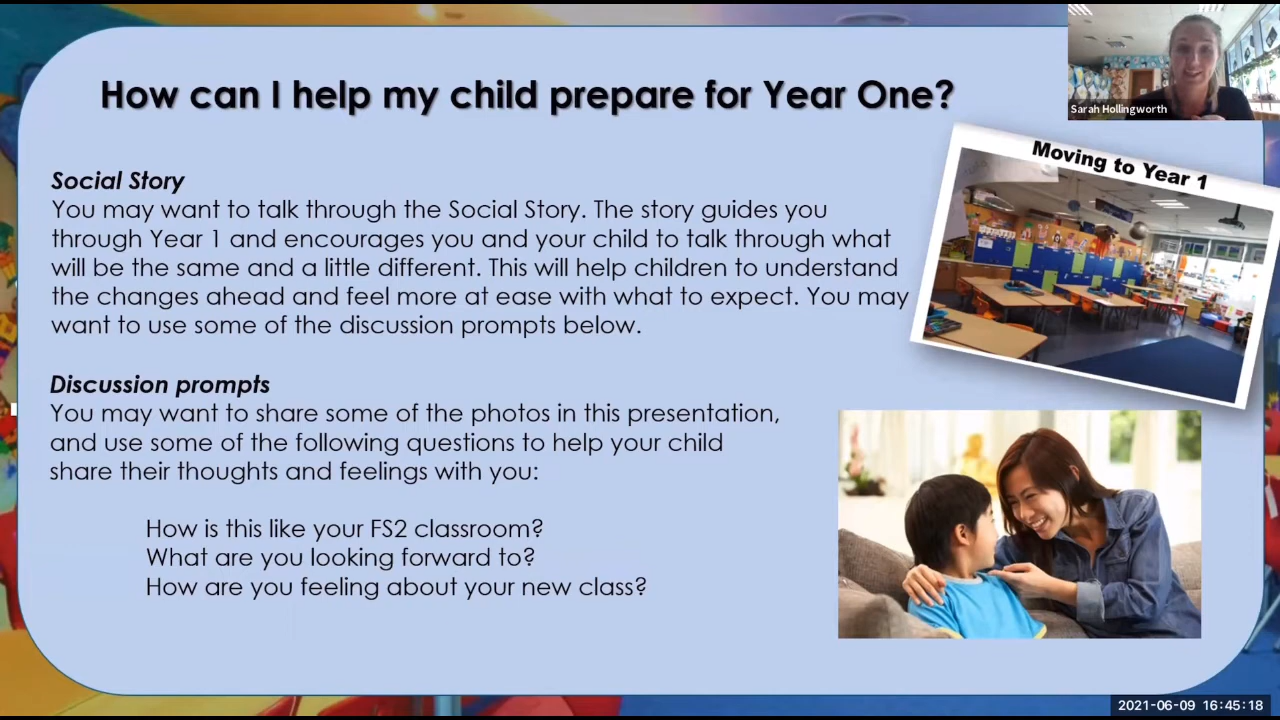 How can I help my child prepare for Year One?
Sarah Hollingworth
Moving to Year 1
Social Story
You may want to talk through the Social Story. The story guides you
through Year 1 and encourages you and your child to talk through what
will be the same and a little different. This will help children to understand
the changes ahead and feel more at ease with what to expect. You may
want to use some of the discussion prompts below.
Discussion prompts
You may want to share some of the photos in this presentation,
and use some of the following questions to help your child
share their thoughts and feelings with you:
How is this like your FS2 classroom?
What are you looking forward to?
How are you feeling about your new class?
2021-06-09 16:45:18